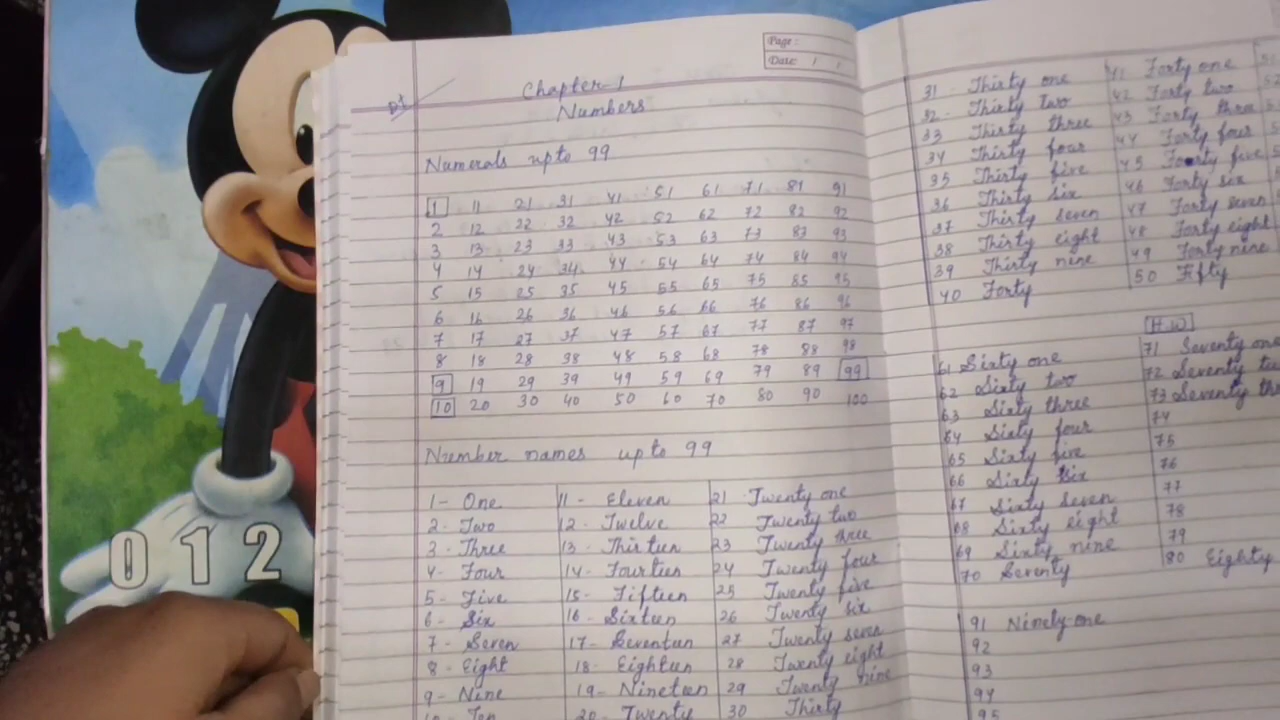 Page :
Date: / /
Chapter-1
Numbers
Numerals upto 99
1 11 21 31 41 51 61 71 81 91
2 12 22 32 42 52 62 72 82 92
3 13 23 33 43 53 63 73 83 93
4 14 24 34 44 54 64 74 84 94
5 15 25 35 45 55 65 75 85 95
6 16 26 36 46 56 66 76 86 96
7 17 27 37 47 57 67 77 87 97
8 18 28 38 48 58 68 78 88 98
9 19 29 39 49 59 69 79 89 99
10 20 30 40 50 60 70 80 90 100
Number names upto 99
1- One 11- Eleven 21 Twenty one
2- Two 12- Twelve 22 Twenty two
3- Three 13- Thirteen 23 Twenty three
4- Four 14- Fourteen 24 Twenty four
5- Five 15- Fifteen 25 Twenty five
6- Six 16- Sixteen 26 Twenty six
7- Seven 17- Seventeen 27 Twenty seven
8- Eight 18- Eighteen 28 Twenty eight
9- Nine 19- Nineteen 29 Twenty nine
10- Ten 20- Twenty 30 Thirty
31- Thirty one 41 Forty one
32- Thirty two 42 Forty two
33 Thirty three 43 Forty three
34 Thirty four 44 Forty four
35 Thirty five 45 Foorty five
36 Thirty six 46 Forty six
37 Thirty seven 47 Forty seven
38 Thirty eight 48 Forty eight
39 Thirty nine 49 Forty nine
40 Forty 50 Fifty
H.W
61 Sixty one 71 Seventy one
62 Sixty two 72 Seventy
63 Sixty three 73 Seventy
64 Sixty four 74
65 Sixty five 75
66 Sixty six 76
67 Sixty seven 77
68 Sixty eight 78
69 Sixty nine 79
70 Seventy 80 Eighty
91 Ninety-one
92
93
94
95
0 1 2